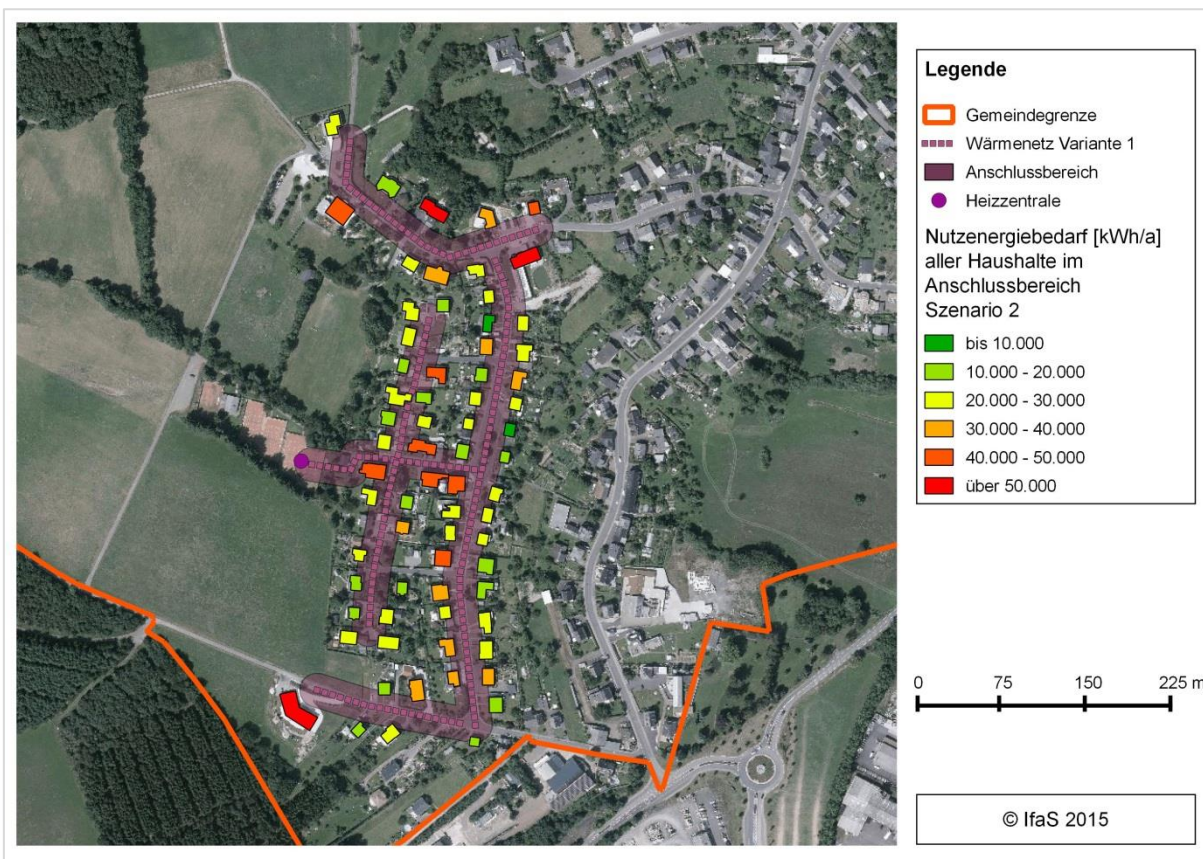 Legende
Gemeindegrenze
Wärmenetz Variante 1
Anschlussbereich
Heizzentrale
Nutzenergiebedarf [kWh/a]
aller Haushalte im
Anschlussbereich
Szenario 2
bis 10.000
10.000 - 20.000
20.000 - 30.000
30.000 - 40.000
40.000 - 50.000
über 50.000
0 75 150 225 m
© IfaS 2015